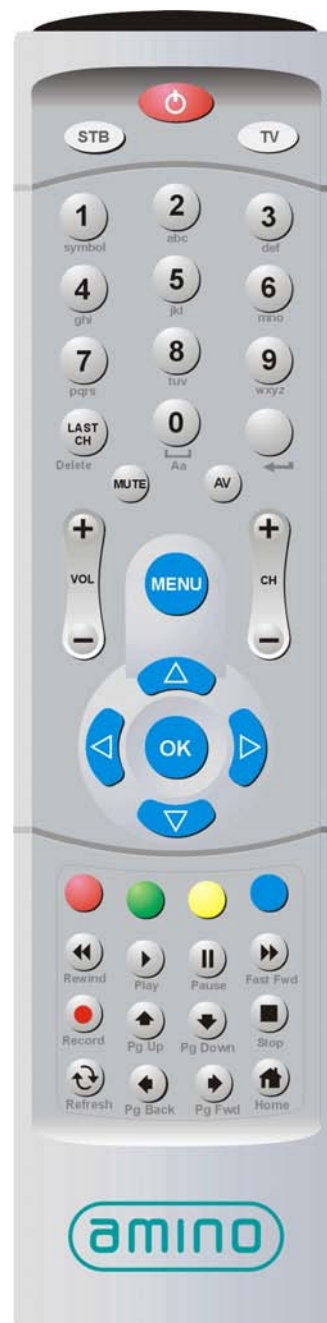 STB TV
1 2 3
symbol abc def
4 5 6
ghi jkl mno
7 8 9
pqrs tuv wxyz
LAST CH 0
Delete Aa
MUTE AV
+ +
VOL MENU CH
− −
OK
Rewind Play Pause Fast Fwd
Record Pg Up Pg Down Stop
Refresh Pg Back Pg Fwd Home
amino